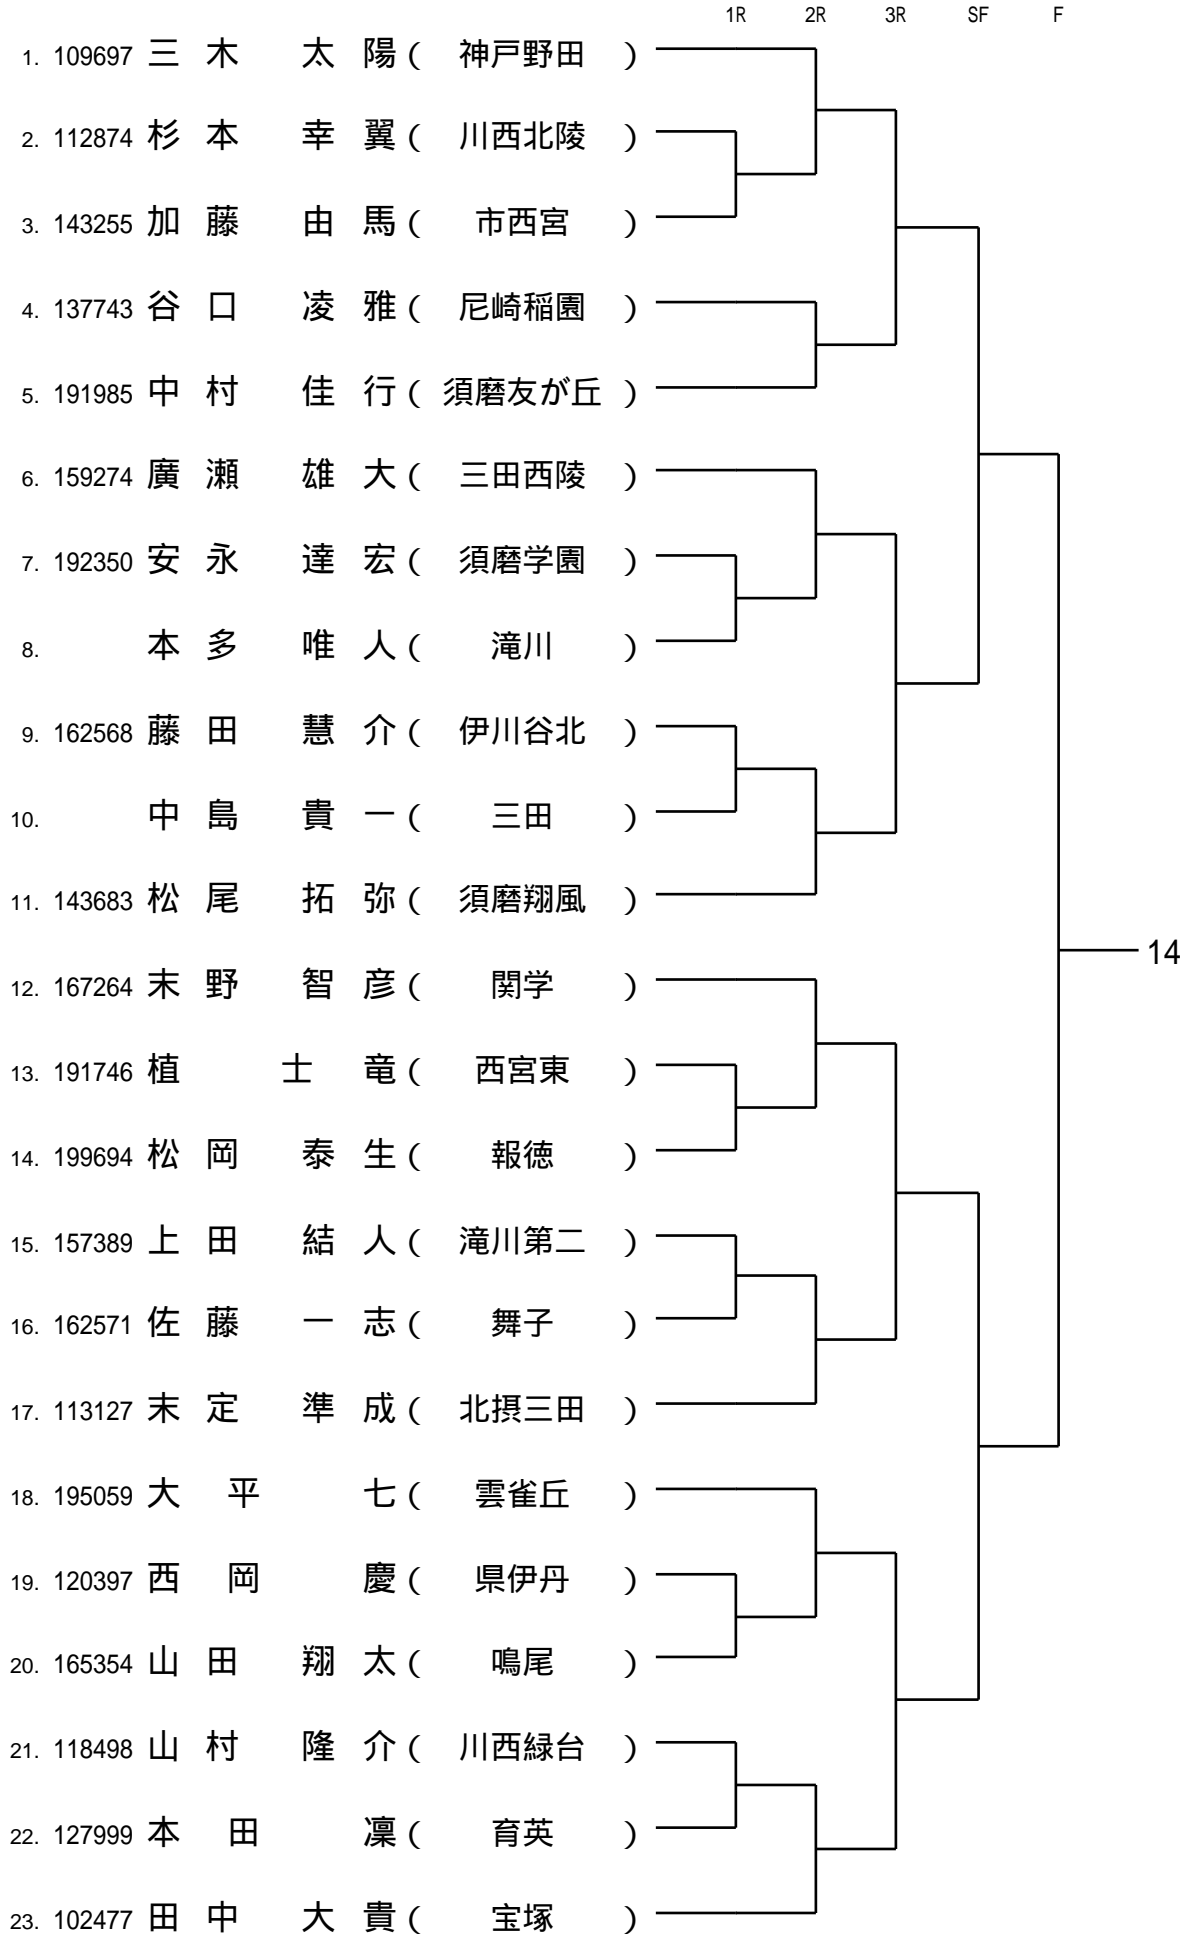 1R 2R 3R SF F
1. 109697 三木 太陽 ( 神戸野田 )
2. 112874 杉本 幸翼 ( 川西北陵 )
3. 143255 加藤 由馬 ( 市西宮 )
4. 137743 谷口 凌雅 ( 尼崎稲園 )
5. 191985 中村 佳行 ( 須磨友が丘 )
6. 159274 廣瀬 雄大 ( 三田西陵 )
7. 192350 安永 達宏 ( 須磨学園 )
8. 本多 唯人 ( 滝川 )
9. 162568 藤田 慧介 ( 伊川谷北 )
10. 中島 貴一 ( 三田 )
11. 143683 松尾 拓弥 ( 須磨翔風 )
14
12. 167264 末野 智彦 ( 関学 )
13. 191746 植 士竜 ( 西宮東 )
14. 199694 松岡 泰生 ( 報徳 )
15. 157389 上田 結人 ( 滝川第二 )
16. 162571 佐藤 一志 ( 舞子 )
17. 113127 末定 準成 ( 北摂三田 )
18. 195059 大平 七 ( 雲雀丘 )
19. 120397 西岡 慶 ( 県伊丹 )
20. 165354 山田 翔太 ( 鳴尾 )
21. 118498 山村 隆介 ( 川西緑台 )
22. 127999 本田 凜 ( 育英 )
23. 102477 田中 大貴 ( 宝塚 )